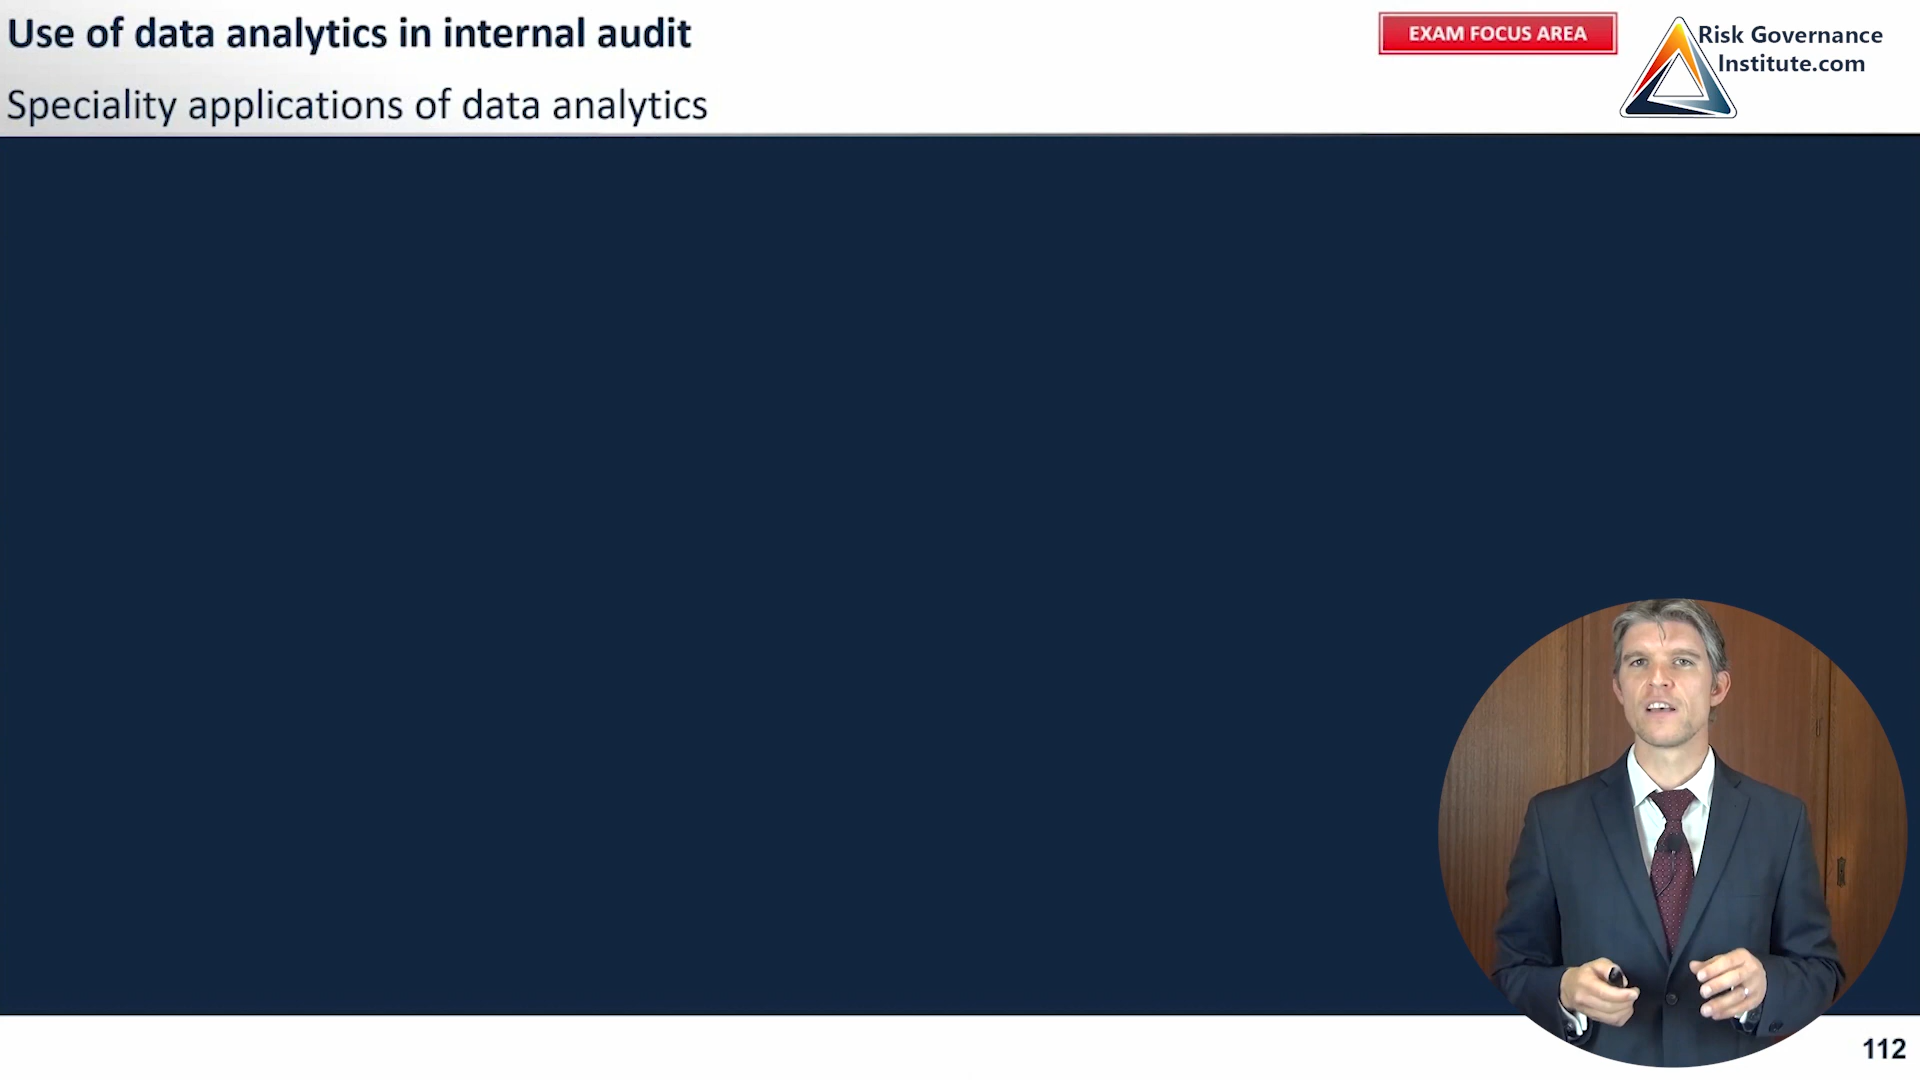 Use of data analytics in internal audit
Speciality applications of data analytics
EXAM FOCUS AREA
Risk Governance
Institute.com
112